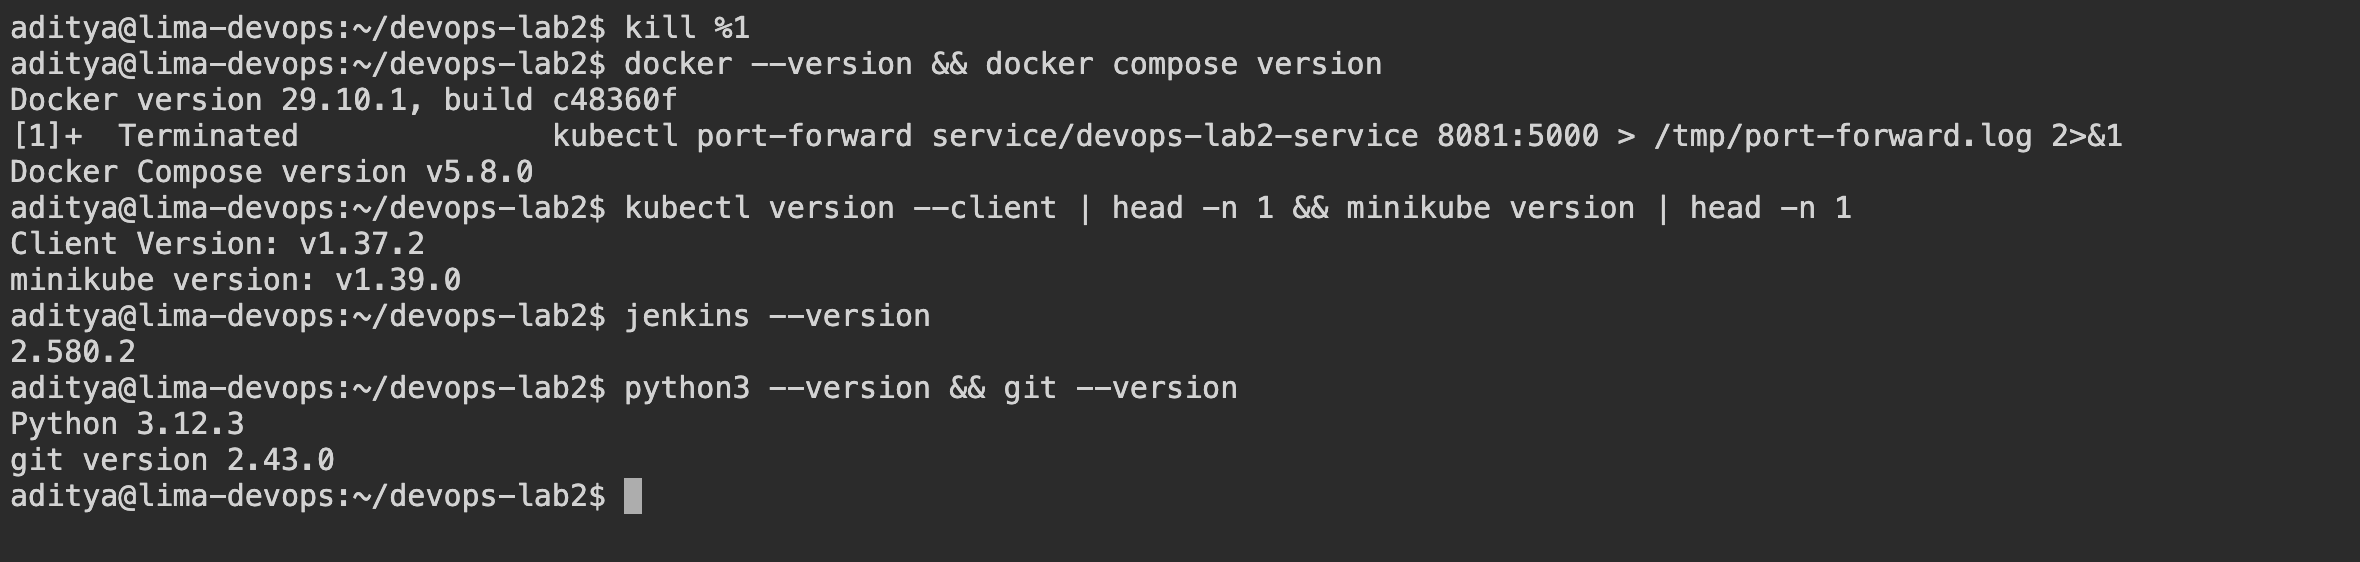 aditya@lima-devops:~/devops-lab2$ kill %1
aditya@lima-devops:~/devops-lab2$ docker --version && docker compose version
Docker version 29.10.1, build c48360f
[1]+  Terminated              kubectl port-forward service/devops-lab2-service 8081:5000 > /tmp/port-forward.log 2>&1
Docker Compose version v5.8.0
aditya@lima-devops:~/devops-lab2$ kubectl version --client | head -n 1 && minikube version | head -n 1
Client Version: v1.37.2
minikube version: v1.39.0
aditya@lima-devops:~/devops-lab2$ jenkins --version
2.580.2
aditya@lima-devops:~/devops-lab2$ python3 --version && git --version
Python 3.12.3
git version 2.43.0
aditya@lima-devops:~/devops-lab2$